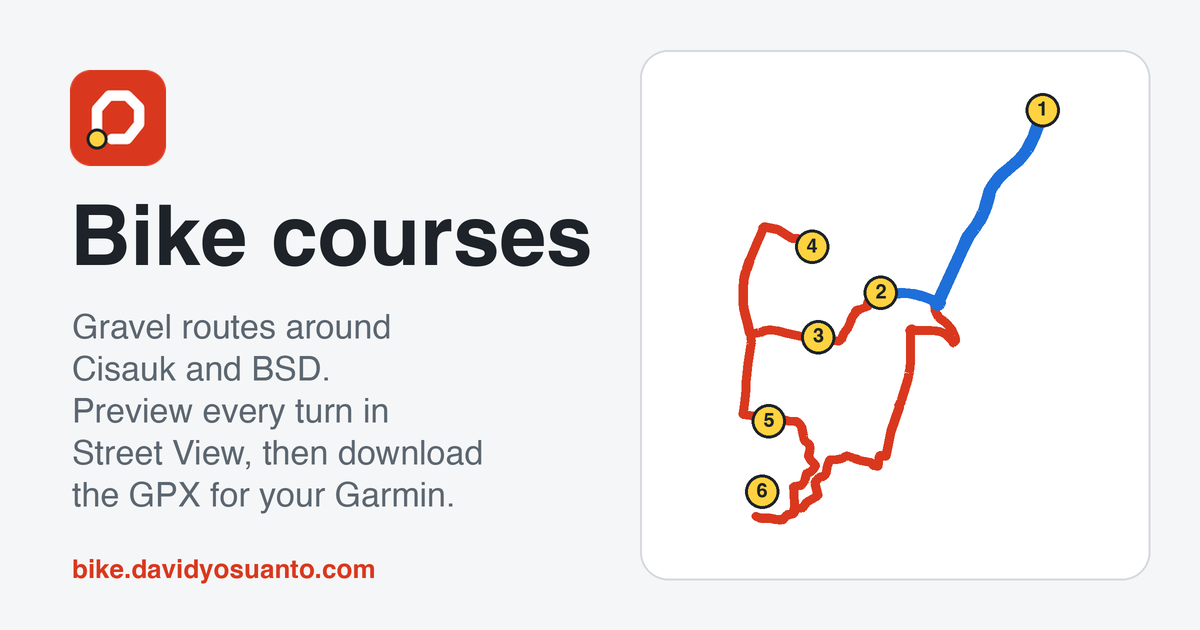 Bike courses
Gravel routes around
Cisauk and BSD.
Preview every turn in
Street View, then download
the GPX for your Garmin.
bike.davidyosuanto.com
1
4
2
3
5
6